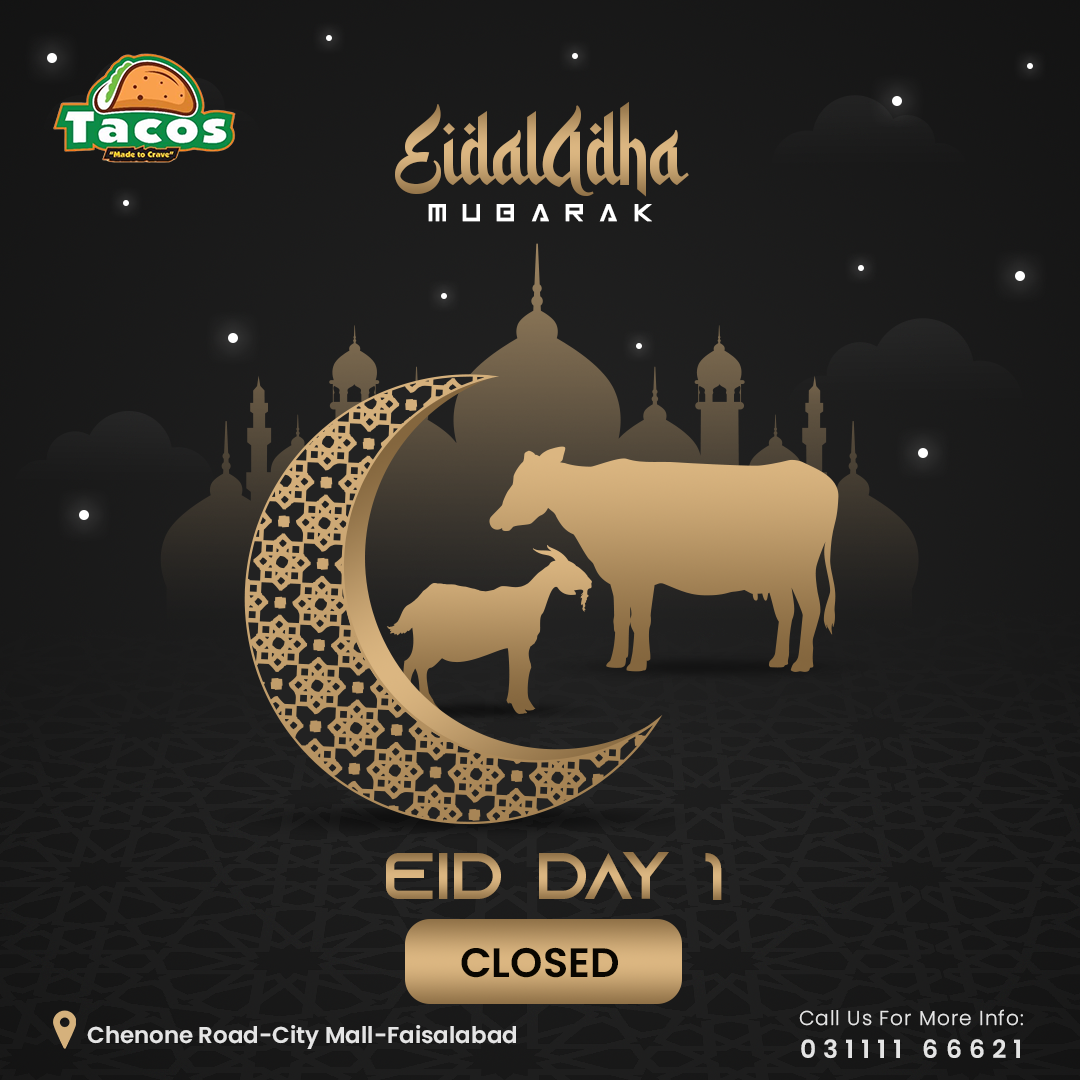 Tacos
"Made to Crave"
EidalAdha
MUBARAK
EID DAY 1
CLOSED
Chenone Road-City Mall-Faisalabad
Call Us For More Info:
031111 66621